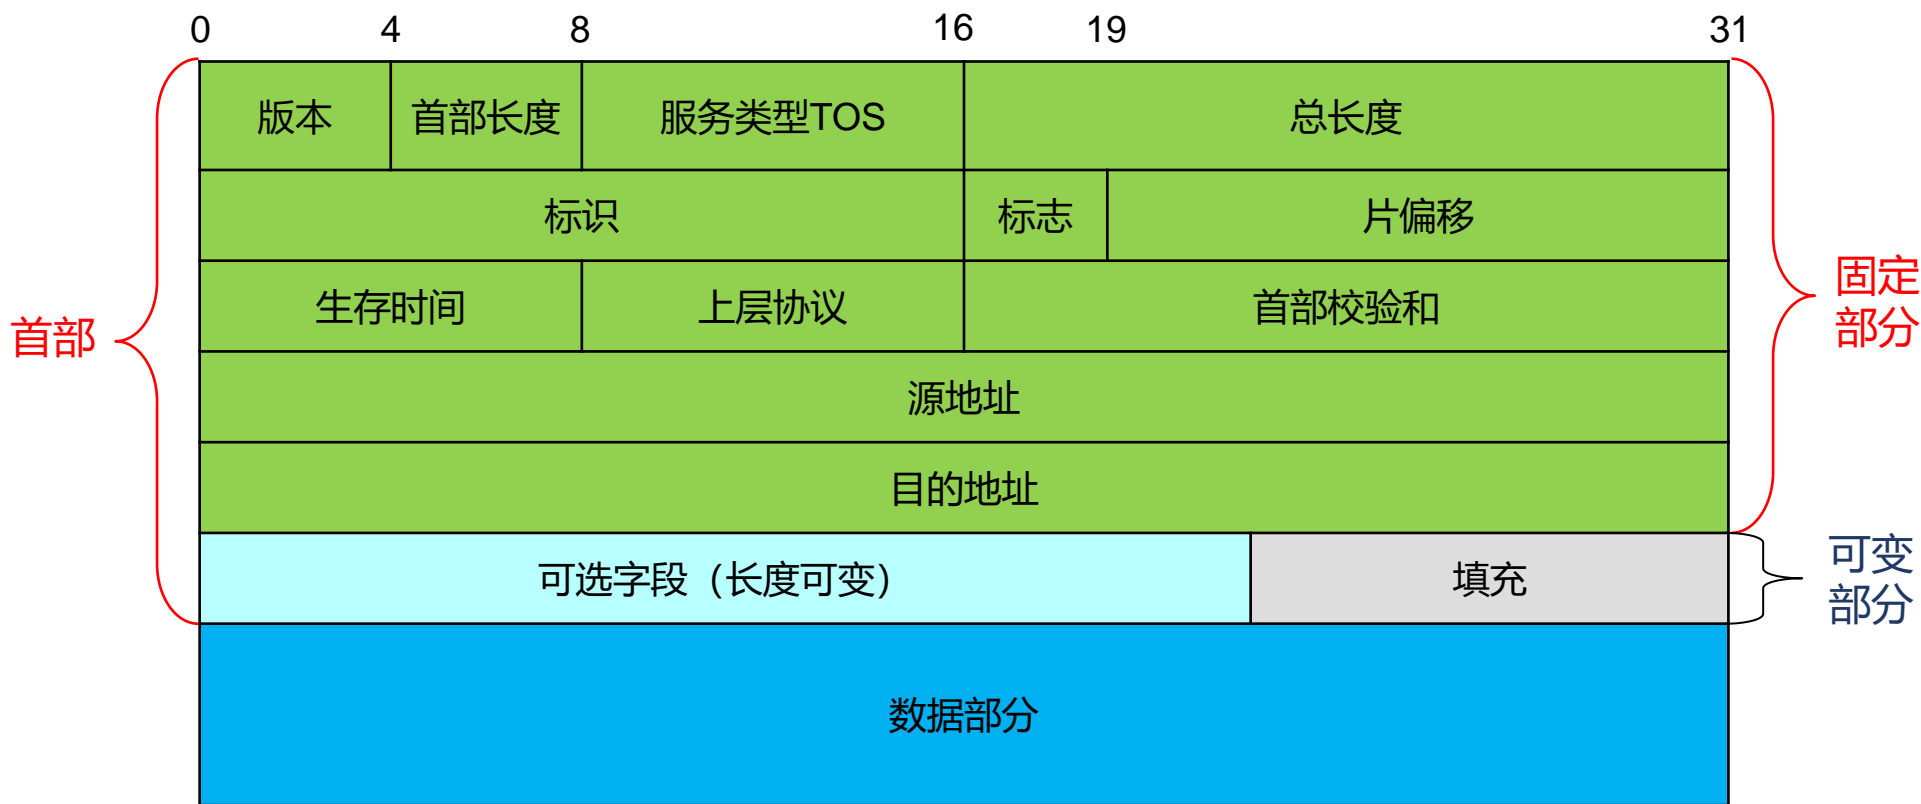 0 4 8 16 19 31
版本 首部长度 服务类型TOS 总长度
标识 标志 片偏移
生存时间 上层协议 首部校验和
源地址
目的地址
可选字段（长度可变） 填充
数据部分
首部
固定
部分
可变
部分